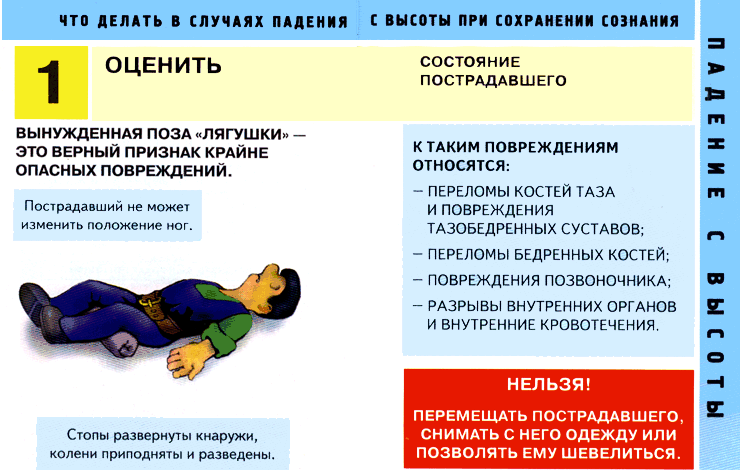 ЧТО ДЕЛАТЬ В СЛУЧАЯХ ПАДЕНИЯ С ВЫСОТЫ ПРИ СОХРАНЕНИИ СОЗНАНИЯ
1
ОЦЕНИТЬ
СОСТОЯНИЕ
ПОСТРАДАВШЕГО
ВЫНУЖДЕННАЯ ПОЗА «ЛЯГУШКИ» —
ЭТО ВЕРНЫЙ ПРИЗНАК КРАЙНЕ
ОПАСНЫХ ПОВРЕЖДЕНИЙ.
Пострадавший не может
изменить положение ног.
Стопы развернуты кнаружи,
колени приподняты и разведены.
К ТАКИМ ПОВРЕЖДЕНИЯМ
ОТНОСЯТСЯ:
– ПЕРЕЛОМЫ КОСТЕЙ ТАЗА
И ПОВРЕЖДЕНИЯ
ТАЗОБЕДРЕННЫХ СУСТАВОВ;
– ПЕРЕЛОМЫ БЕДРЕННЫХ КОСТЕЙ;
– ПОВРЕЖДЕНИЯ ПОЗВОНОЧНИКА;
– РАЗРЫВЫ ВНУТРЕННИХ ОРГАНОВ
И ВНУТРЕННИЕ КРОВОТЕЧЕНИЯ.
НЕЛЬЗЯ!
ПЕРЕМЕЩАТЬ ПОСТРАДАВШЕГО,
СНИМАТЬ С НЕГО ОДЕЖДУ ИЛИ
ПОЗВОЛЯТЬ ЕМУ ШЕВЕЛИТЬСЯ.
ПАДЕНИЕ С ВЫСОТЫ